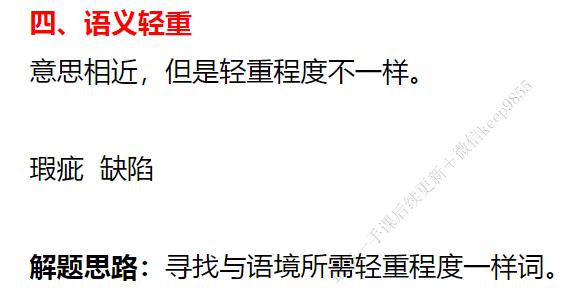 四、语义轻重
意思相近，但是轻重程度不一样。
瑕疵 缺陷
解题思路：寻找与语境所需轻重程度一样词。
一手课后续更新＋微信keep9855